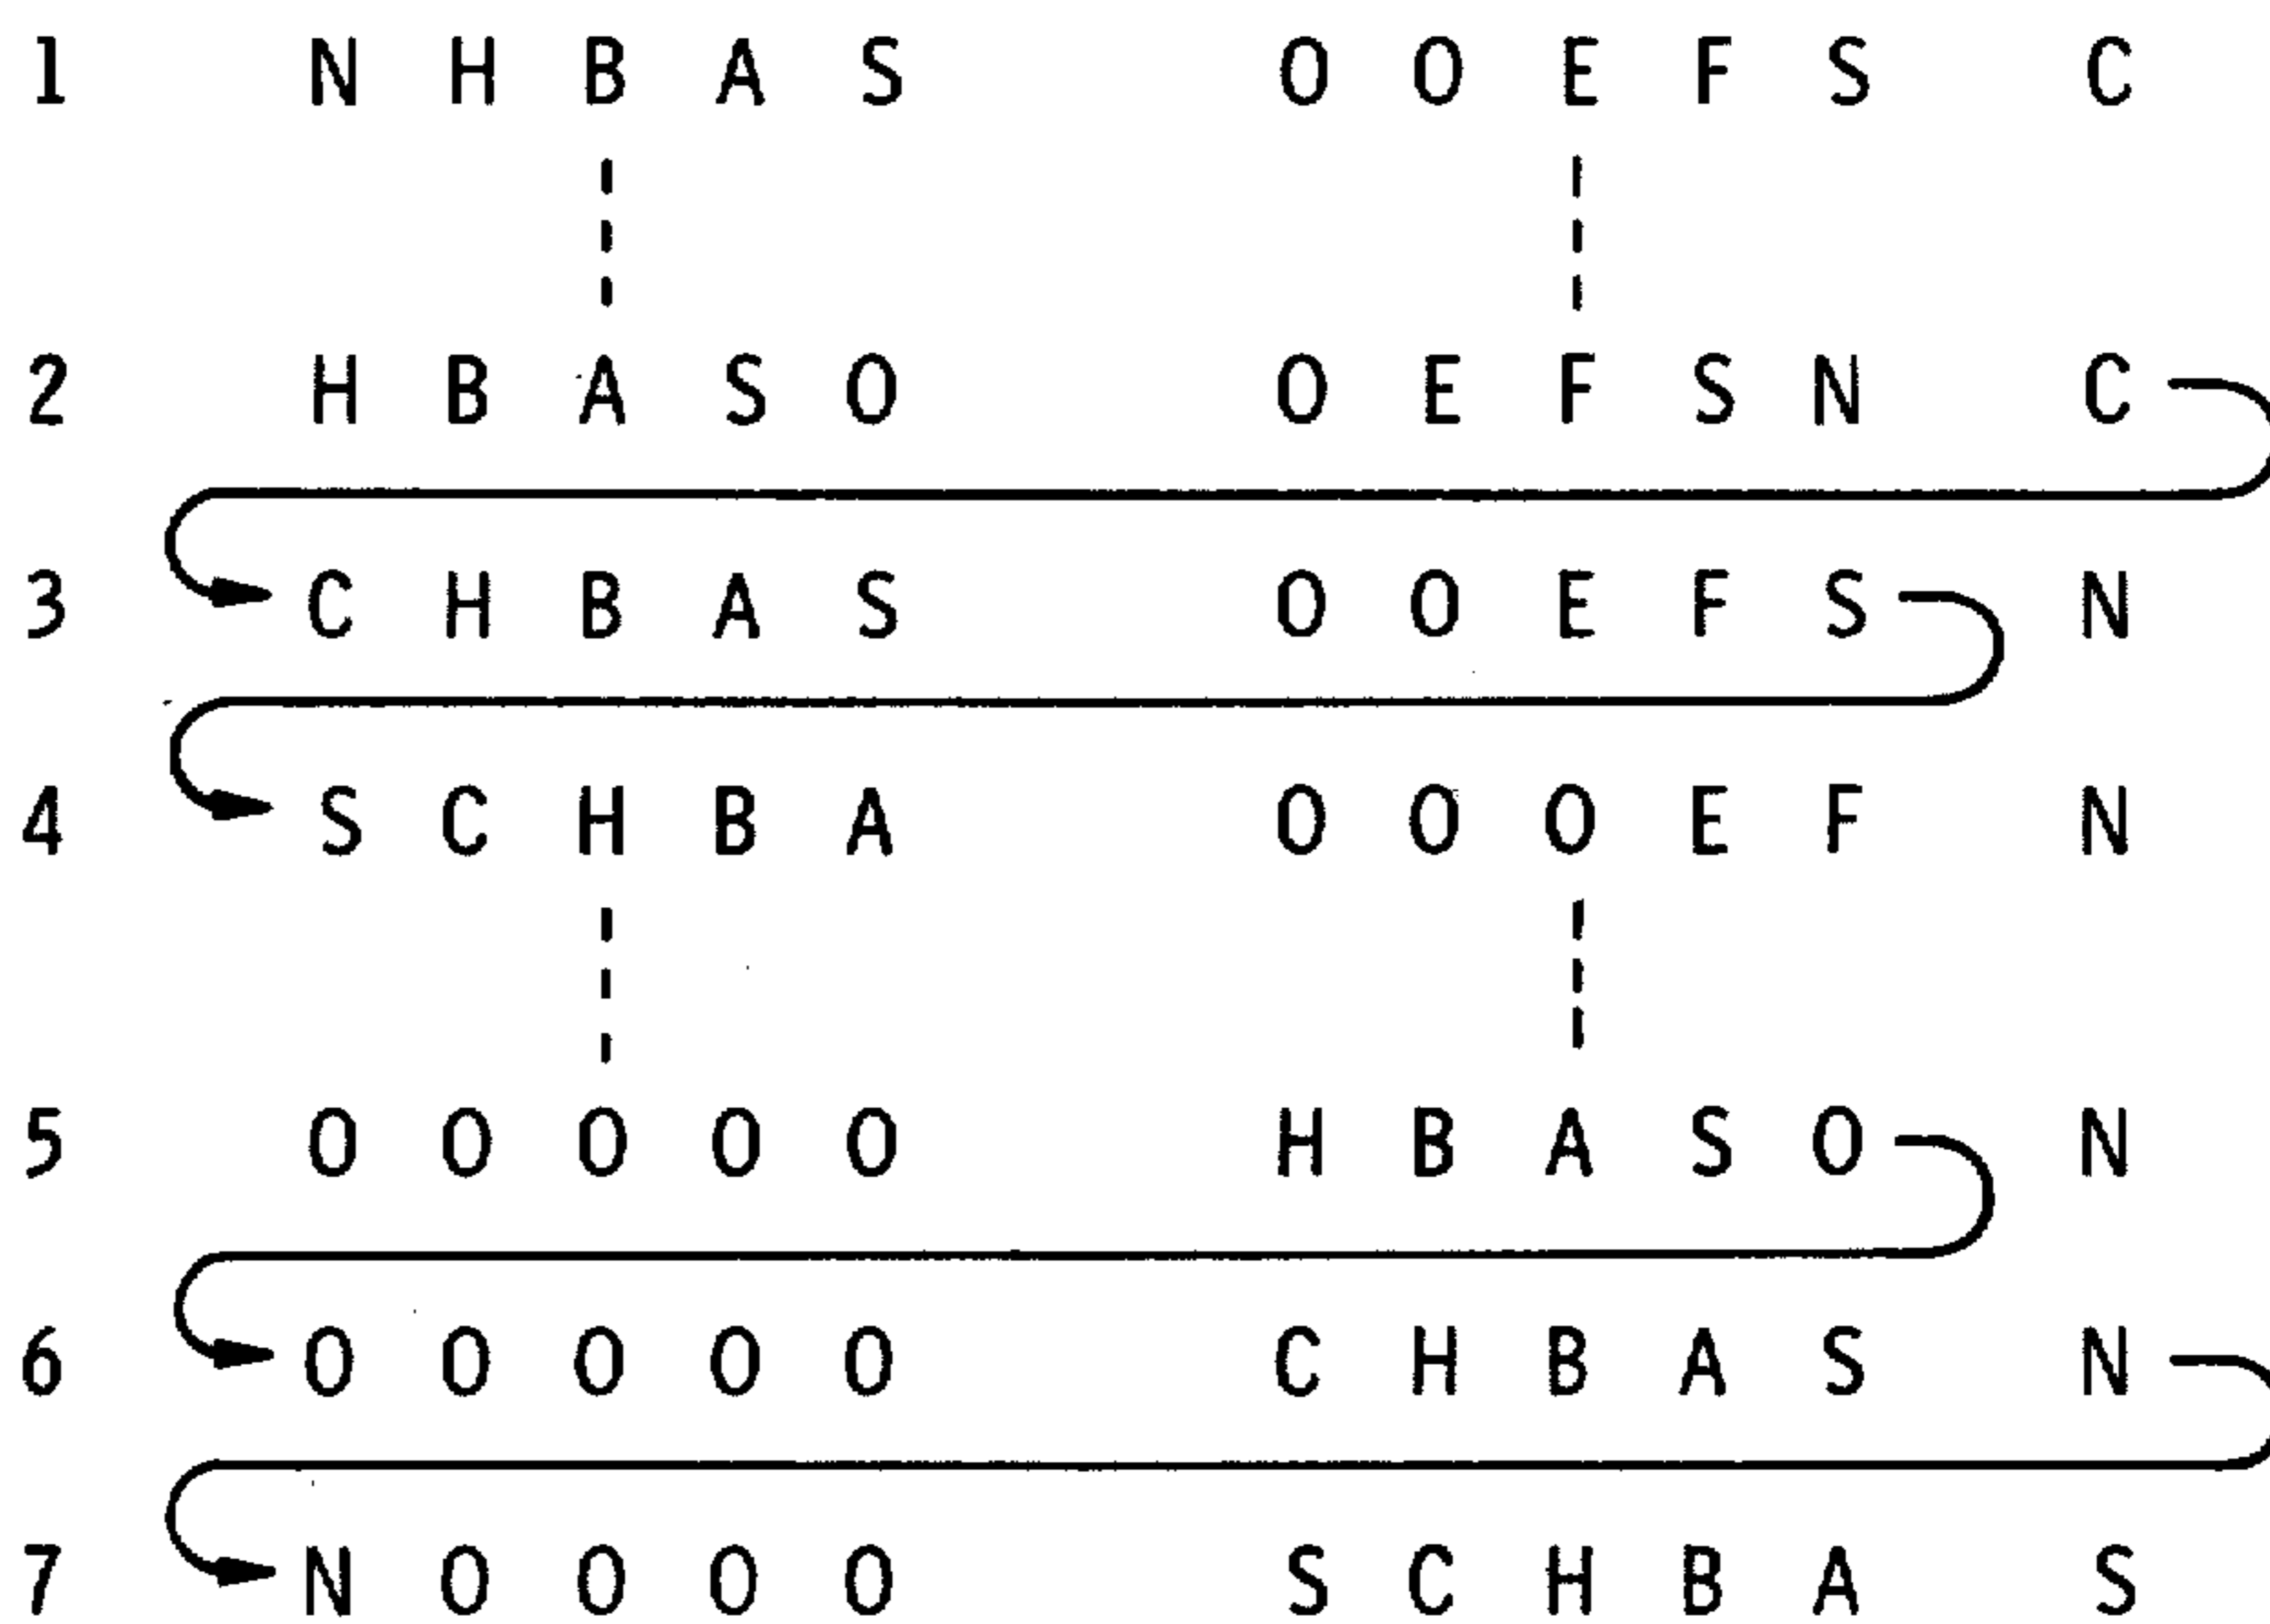 1 N H B A S O O E F S C
2 H B A S O O E F S N C
3 C H B A S O O E F S N
4 S C H B A O O O E F N
5 O O O O O H B A S O N
6 O O O O O C H B A S N
7 N O O O O S C H B A S